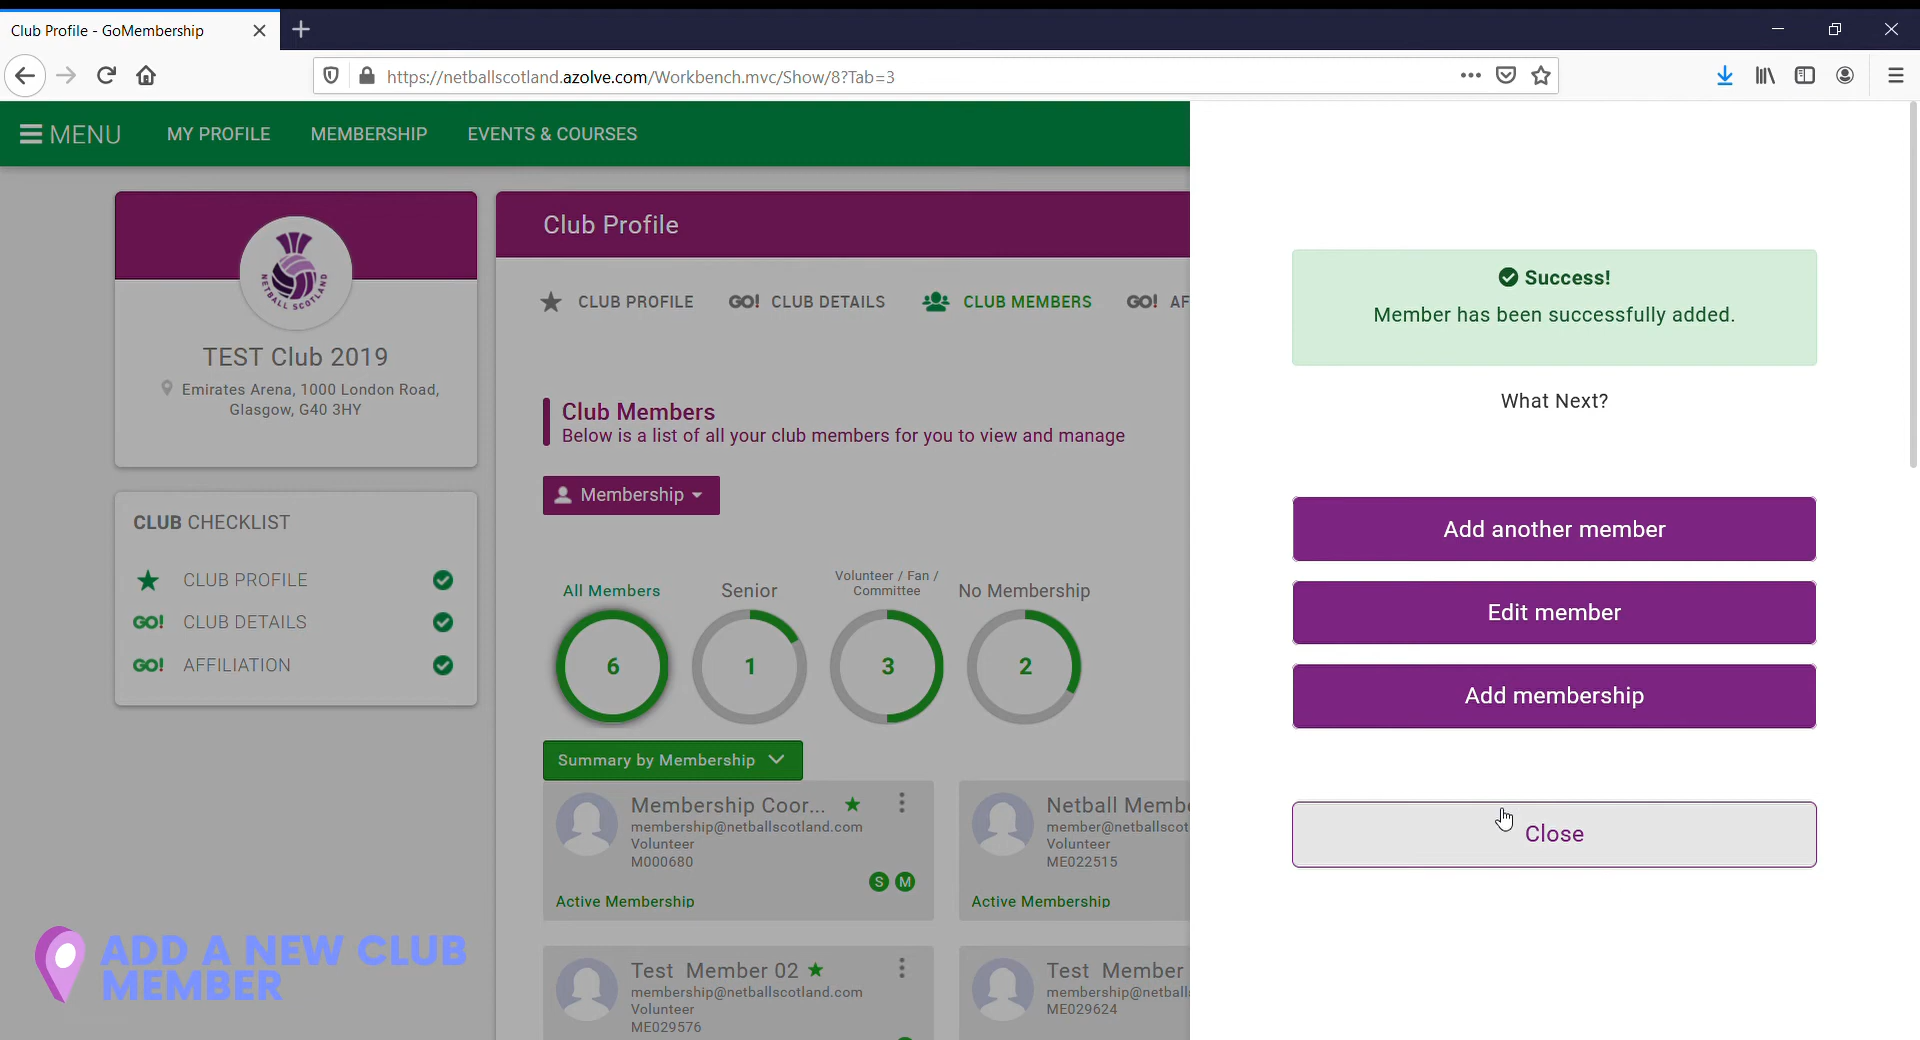 Club Profile - GoMembership
https://netballscotland.azolve.com/Workbench.mvc/Show/8?Tab=3
MENU
MY PROFILE
MEMBERSHIP
EVENTS & COURSES
NETBALL SCOTLAND
TEST Club 2019
Emirates Arena, 1000 London Road,
Glasgow, G40 3HY
CLUB CHECKLIST
CLUB PROFILE
GO! CLUB DETAILS
GO! AFFILIATION
Club Profile
CLUB PROFILE
GO! CLUB DETAILS
CLUB MEMBERS
GO! AF
Club Members
Below is a list of all your club members for you to view and manage
Membership
All Members
6
Senior
1
Volunteer / Fan /
Committee
3
No Membership
2
Summary by Membership
Membership Coor...
membership@netballscotland.com
Volunteer
M000680
S M
Active Membership
Netball Membe
member@netballscot
Volunteer
ME022515
Active Membership
Test Member 02
membership@netballscotland.com
Volunteer
ME029576
Test Member
membership@netball
ME029624
Success!
Member has been successfully added.
What Next?
Add another member
Edit member
Add membership
Close
ADD A NEW CLUB
MEMBER